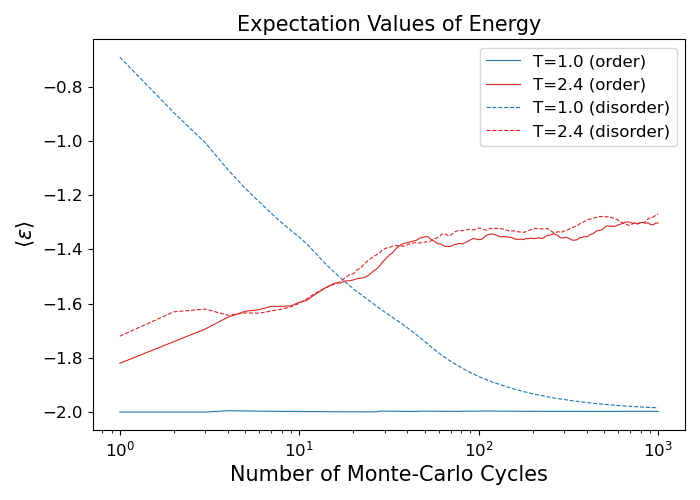 Expectation Values of Energy
T=1.0 (order)
T=2.4 (order)
T=1.0 (disorder)
T=2.4 (disorder)
⟨ε⟩
−0.8
−1.0
−1.2
−1.4
−1.6
−1.8
−2.0
10⁰ 10¹ 10² 10³
Number of Monte-Carlo Cycles